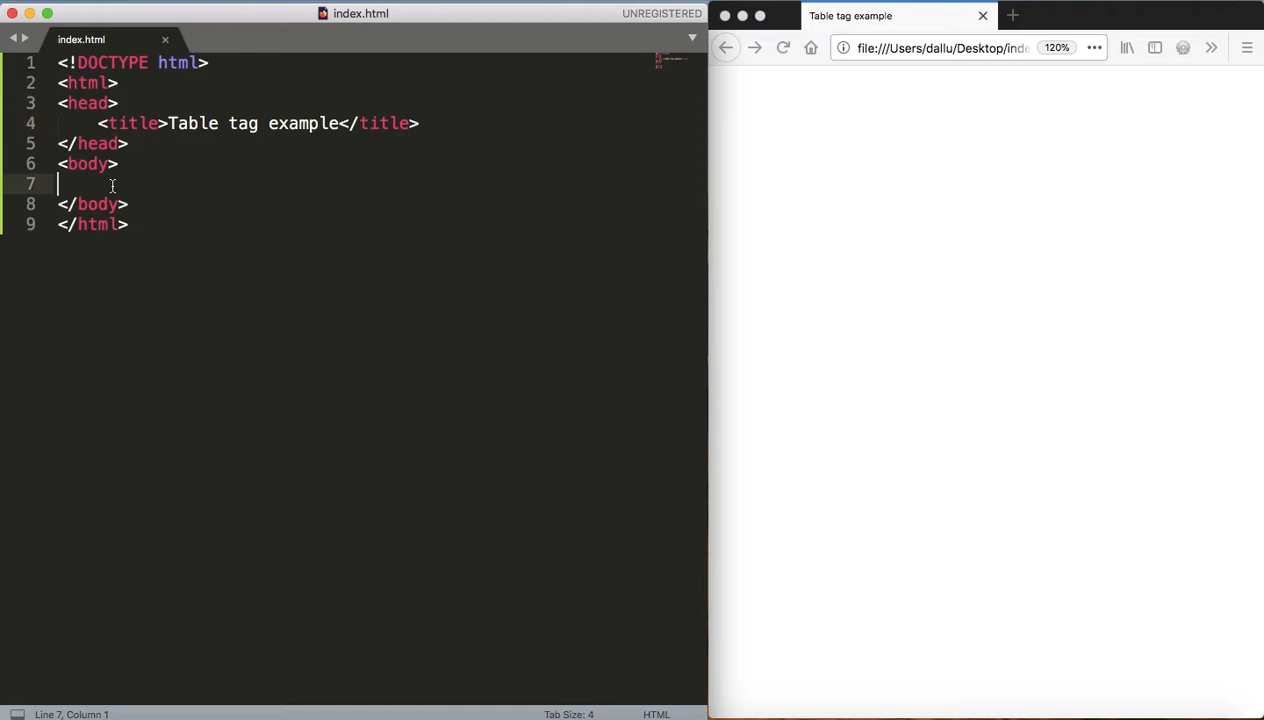 index.html
UNREGISTERED
index.html
1 <!DOCTYPE html>
2 <html>
3 <head>
4 <title>Table tag example</title>
5 </head>
6 <body>
7
8 </body>
9 </html>
Line 7, Column 1
Tab Size: 4
HTML
Table tag example
file:///Users/dallu/Desktop/inde
120%